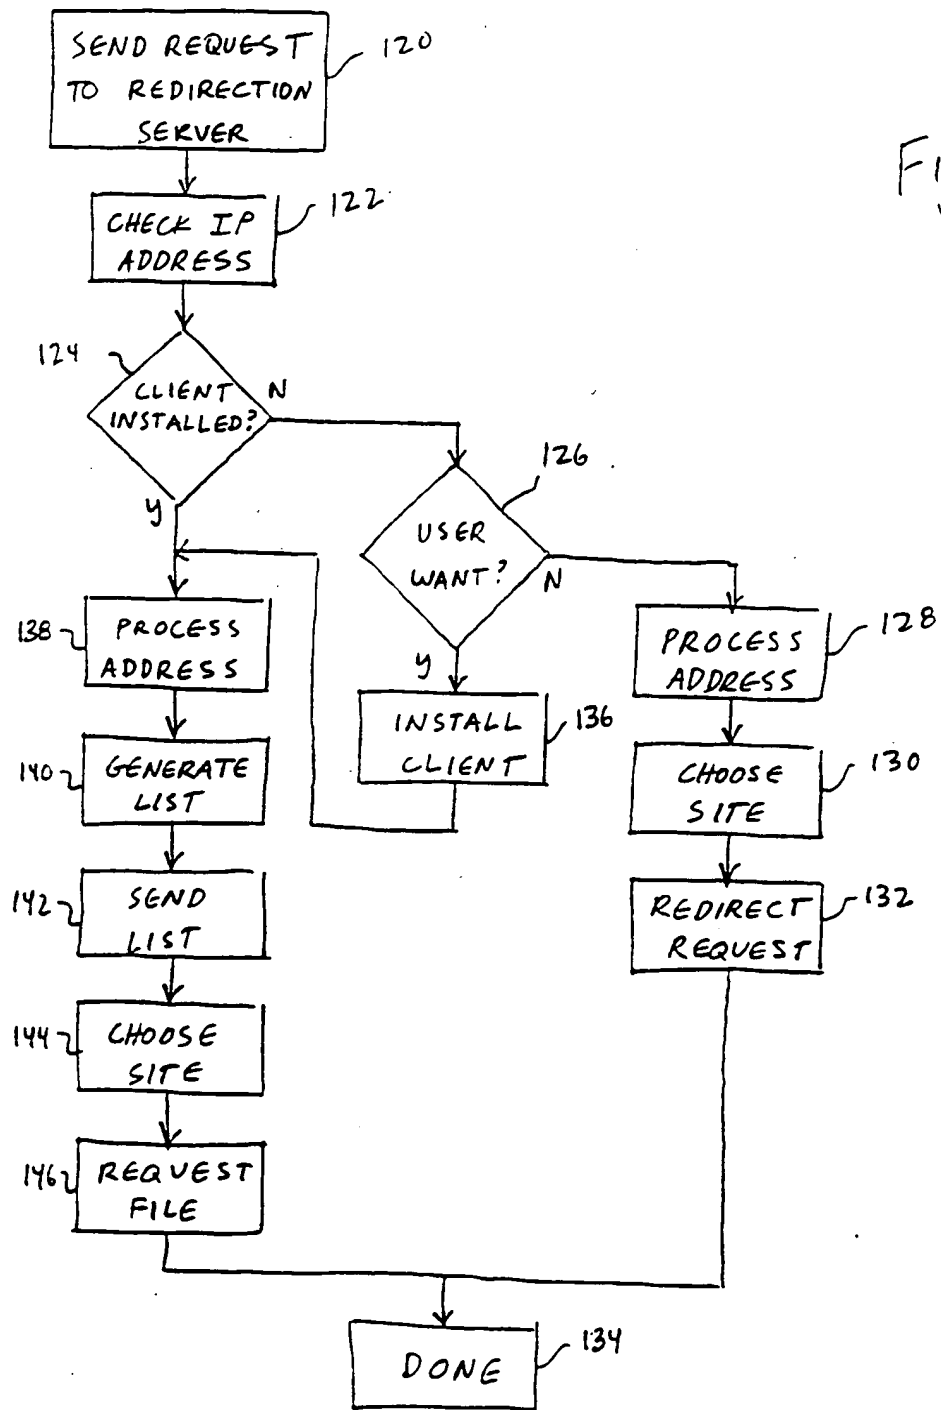 SEND REQUEST
TO REDIRECTION
SERVER
120
CHECK IP
ADDRESS
122
124
CLIENT
INSTALLED?
N
Y
126
USER
WANT?
N
Y
138
PROCESS
ADDRESS
INSTALL
CLIENT
136
PROCESS
ADDRESS
128
140
GENERATE
LIST
CHOOSE
SITE
130
142
SEND
LIST
REDIRECT
REQUEST
132
144
CHOOSE
SITE
146
REQUEST
FILE
DONE
134